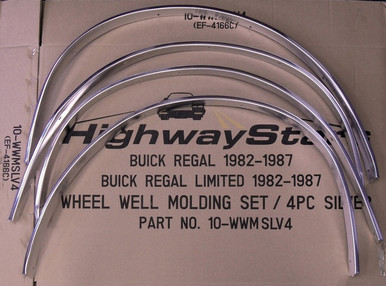 10-WWMSLV4
(EF-4166C)
10-WWMSLV4
(EF-4166C)
HighwayStars
BUICK REGAL 1982-1987
BUICK REGAL LIMITED 1982-1987
WHEEL WELL MOLDING SET / 4PC SILVER
PART NO. 10-WWMSLV4